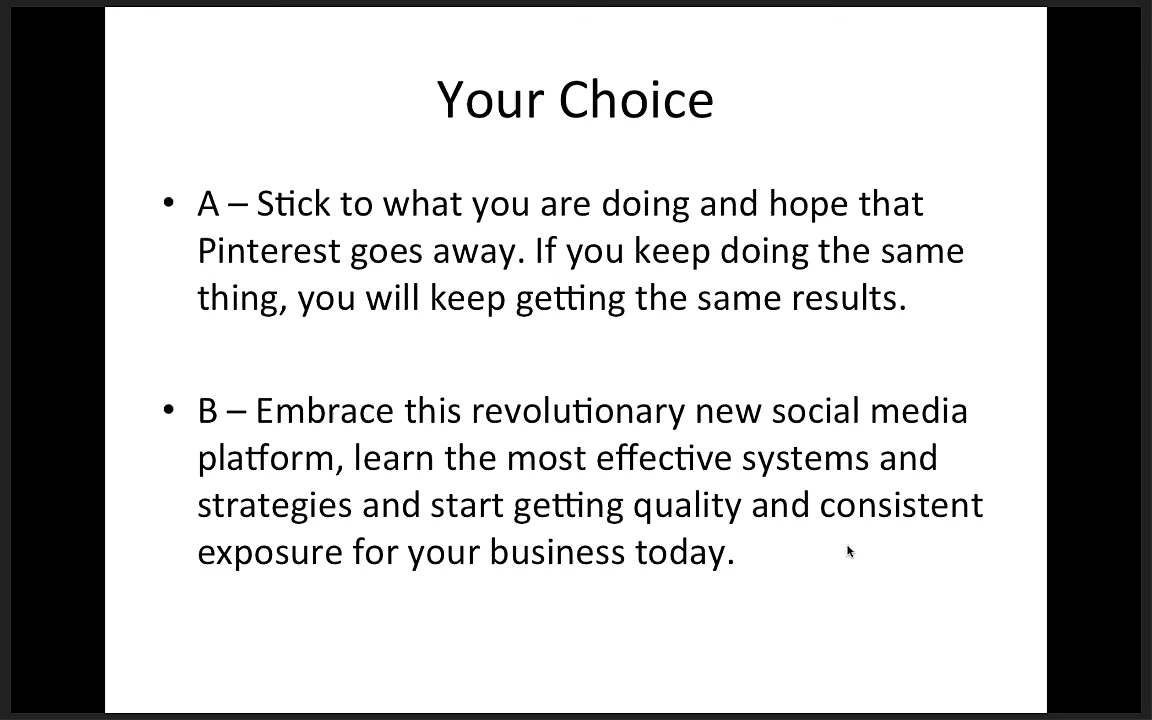 Your Choice
• A – Stick to what you are doing and hope that
Pinterest goes away. If you keep doing the same
thing, you will keep getting the same results.
• B – Embrace this revolutionary new social media
platform, learn the most effective systems and
strategies and start getting quality and consistent
exposure for your business today.